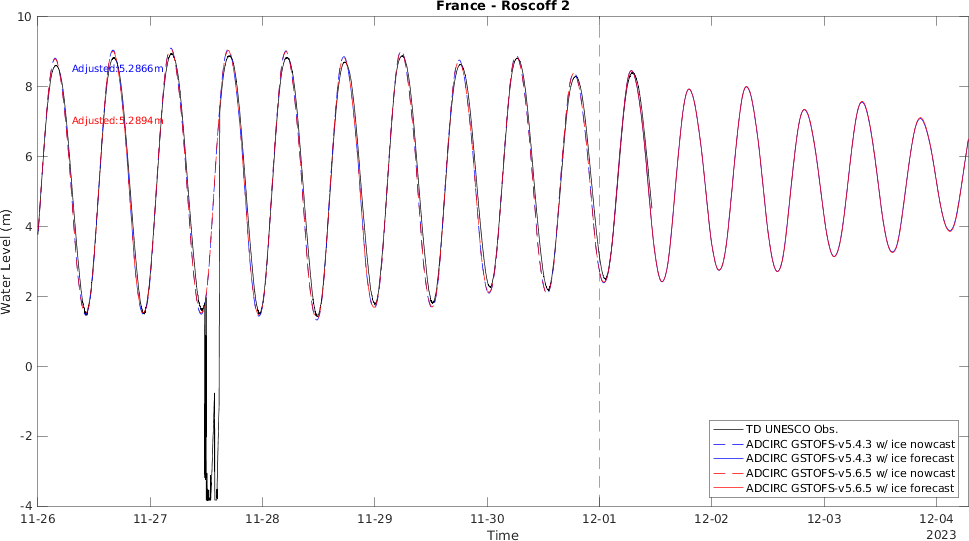 France - Roscoff 2
10
8
6
4
2
0
-2
-4
Water Level (m)
Adjusted:5.2866m
Adjusted:5.2894m
TD UNESCO Obs.
ADCIRC GSTOFS-v5.4.3 w/ ice nowcast
ADCIRC GSTOFS-v5.4.3 w/ ice forecast
ADCIRC GSTOFS-v5.6.5 w/ ice nowcast
ADCIRC GSTOFS-v5.6.5 w/ ice forecast
11-26 11-27 11-28 11-29 11-30 12-01 12-02 12-03 12-04
Time
2023